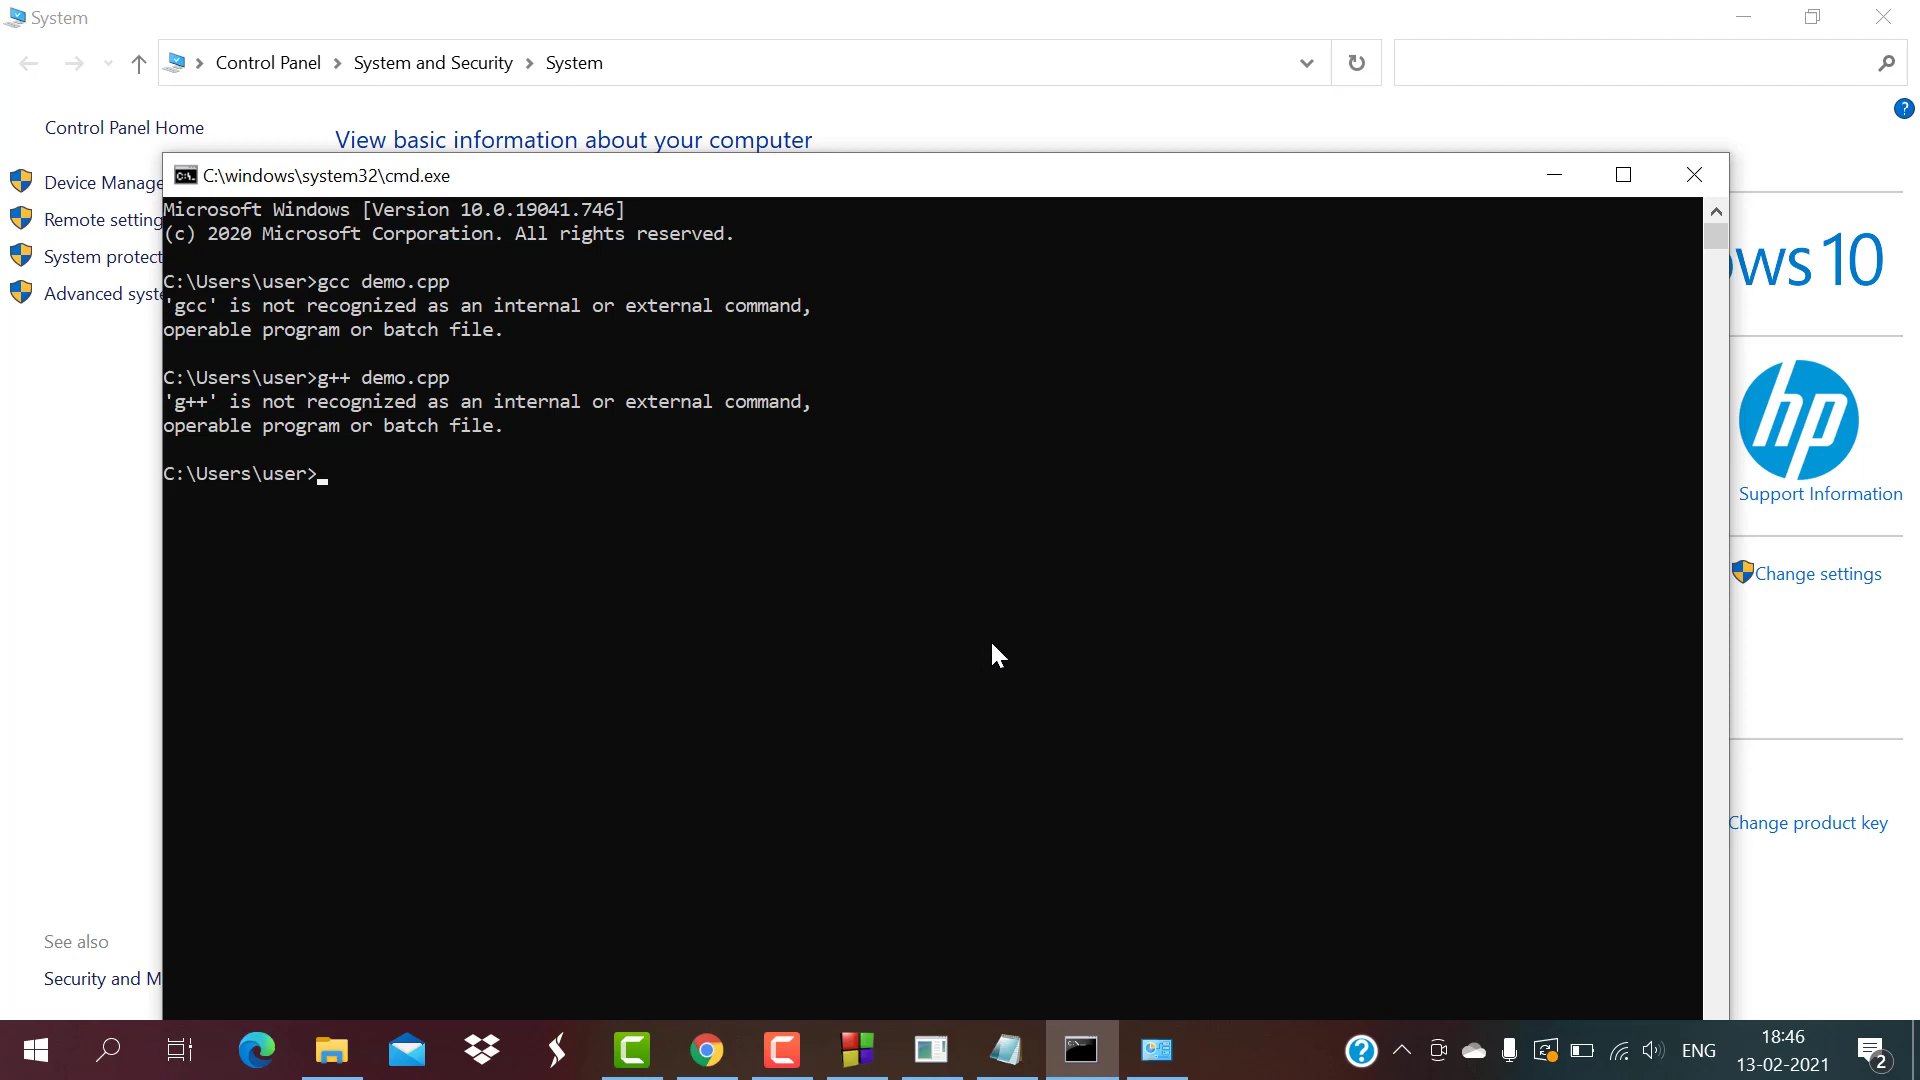 System
Control Panel > System and Security > System
Control Panel Home
View basic information about your computer
Device Manage
Remote setting
System protect
Advanced syste
C:\windows\system32\cmd.exe
Microsoft Windows [Version 10.0.19041.746]
(c) 2020 Microsoft Corporation. All rights reserved.
C:\Users\user>gcc demo.cpp
'gcc' is not recognized as an internal or external command,
operable program or batch file.
C:\Users\user>g++ demo.cpp
'g++' is not recognized as an internal or external command,
operable program or batch file.
C:\Users\user>
ows 10
hp
Support Information
Change settings
Change product key
See also
Security and M
ENG
18:46
13-02-2021
2